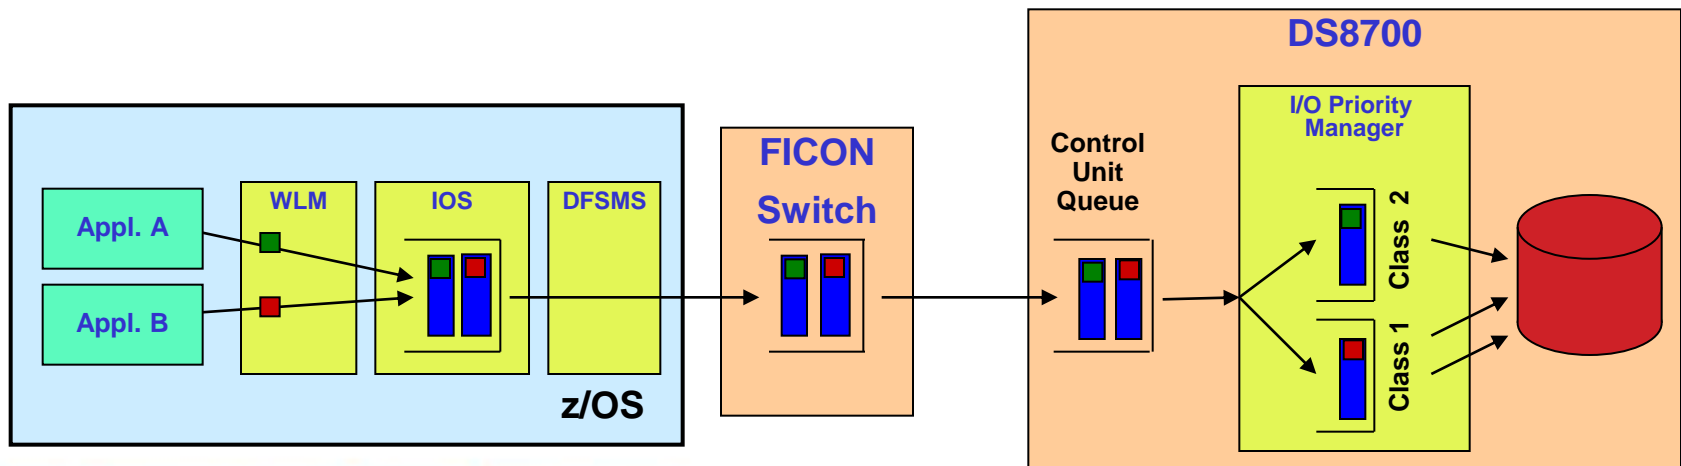 Appl. A
Appl. B
WLM
IOS
DFSMS
z/OS
FICON
Switch
DS8700
Control
Unit
Queue
I/O Priority
Manager
Class 2
Class 1